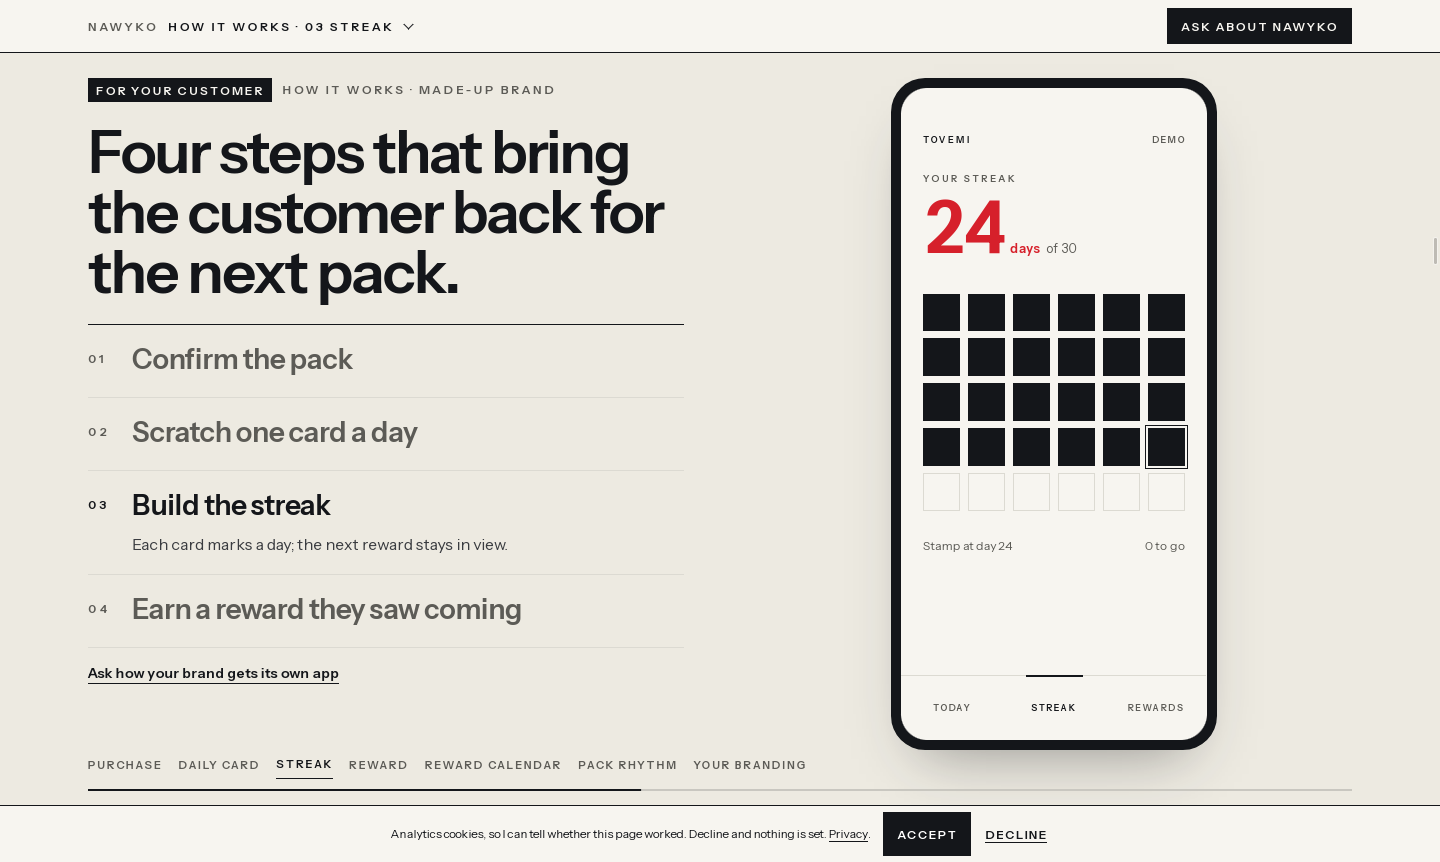 NAWYKO HOW IT WORKS · 03 STREAK
ASK ABOUT NAWYKO
FOR YOUR CUSTOMER HOW IT WORKS · MADE-UP BRAND
Four steps that bring
the customer back for
the next pack.
01 Confirm the pack
02 Scratch one card a day
03 Build the streak
Each card marks a day; the next reward stays in view.
04 Earn a reward they saw coming
Ask how your brand gets its own app
TOVEMI DEMO
YOUR STREAK
24 days of 30
Stamp at day 24 0 to go
TODAY STREAK REWARDS
PURCHASE DAILY CARD STREAK REWARD REWARD CALENDAR PACK RHYTHM YOUR BRANDING
Analytics cookies, so I can tell whether this page worked. Decline and nothing is set. Privacy. ACCEPT DECLINE